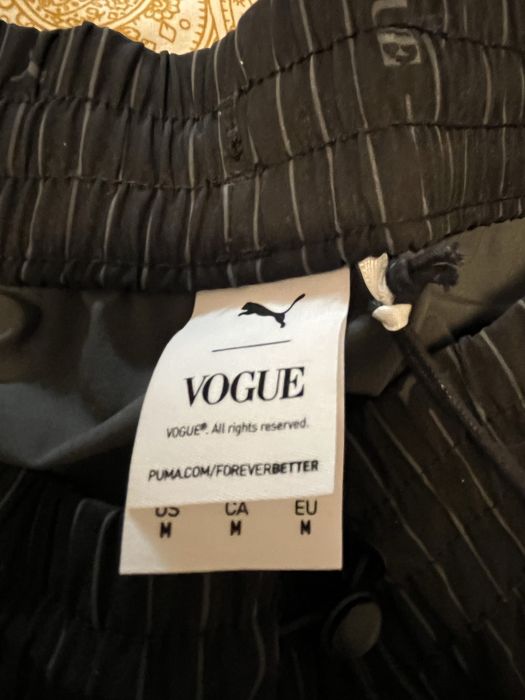 VOGUE
VOGUE®. All rights reserved.
PUMA.COM/FOREVERBETTER
US CA EU
M M M